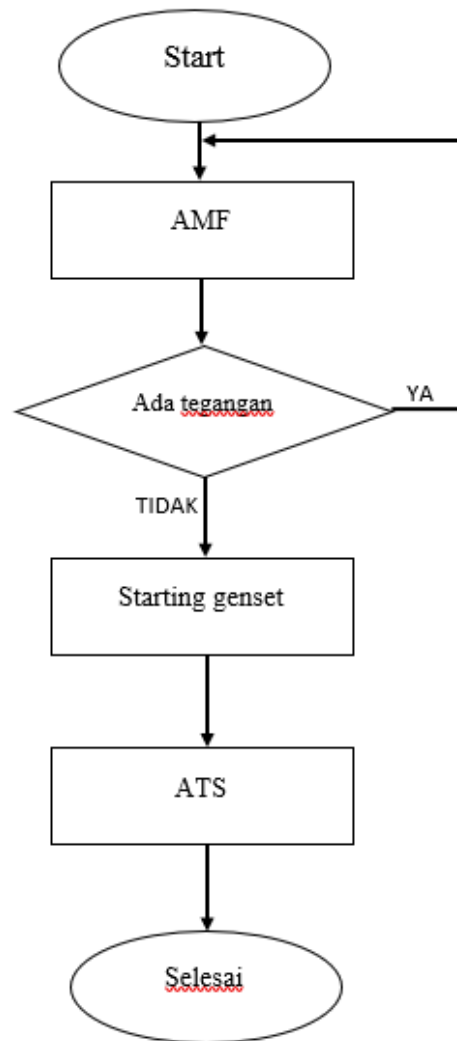 Start
AMF
Ada tegangan
YA
TIDAK
Starting genset
ATS
Selesai